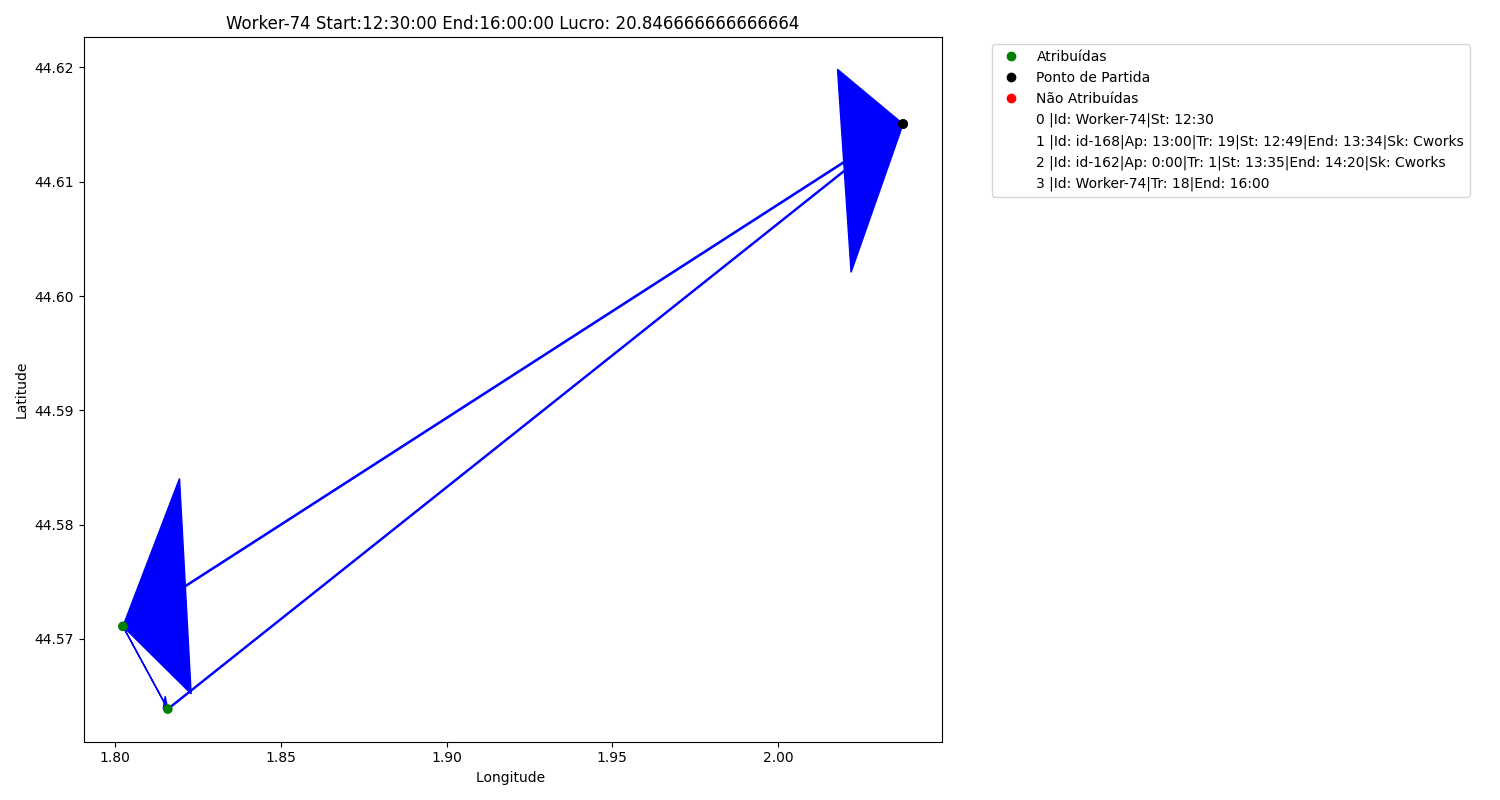 Worker-74 Start:12:30:00 End:16:00:00 Lucro: 20.846666666666664
44.62
44.61
44.60
44.59
44.58
44.57
Latitude
1.80 1.85 1.90 1.95 2.00
Longitude
Atribuídas
Ponto de Partida
Não Atribuídas
0 |Id: Worker-74|St: 12:30
1 |Id: id-168|Ap: 13:00|Tr: 19|St: 12:49|End: 13:34|Sk: Cworks
2 |Id: id-162|Ap: 0:00|Tr: 1|St: 13:35|End: 14:20|Sk: Cworks
3 |Id: Worker-74|Tr: 18|End: 16:00